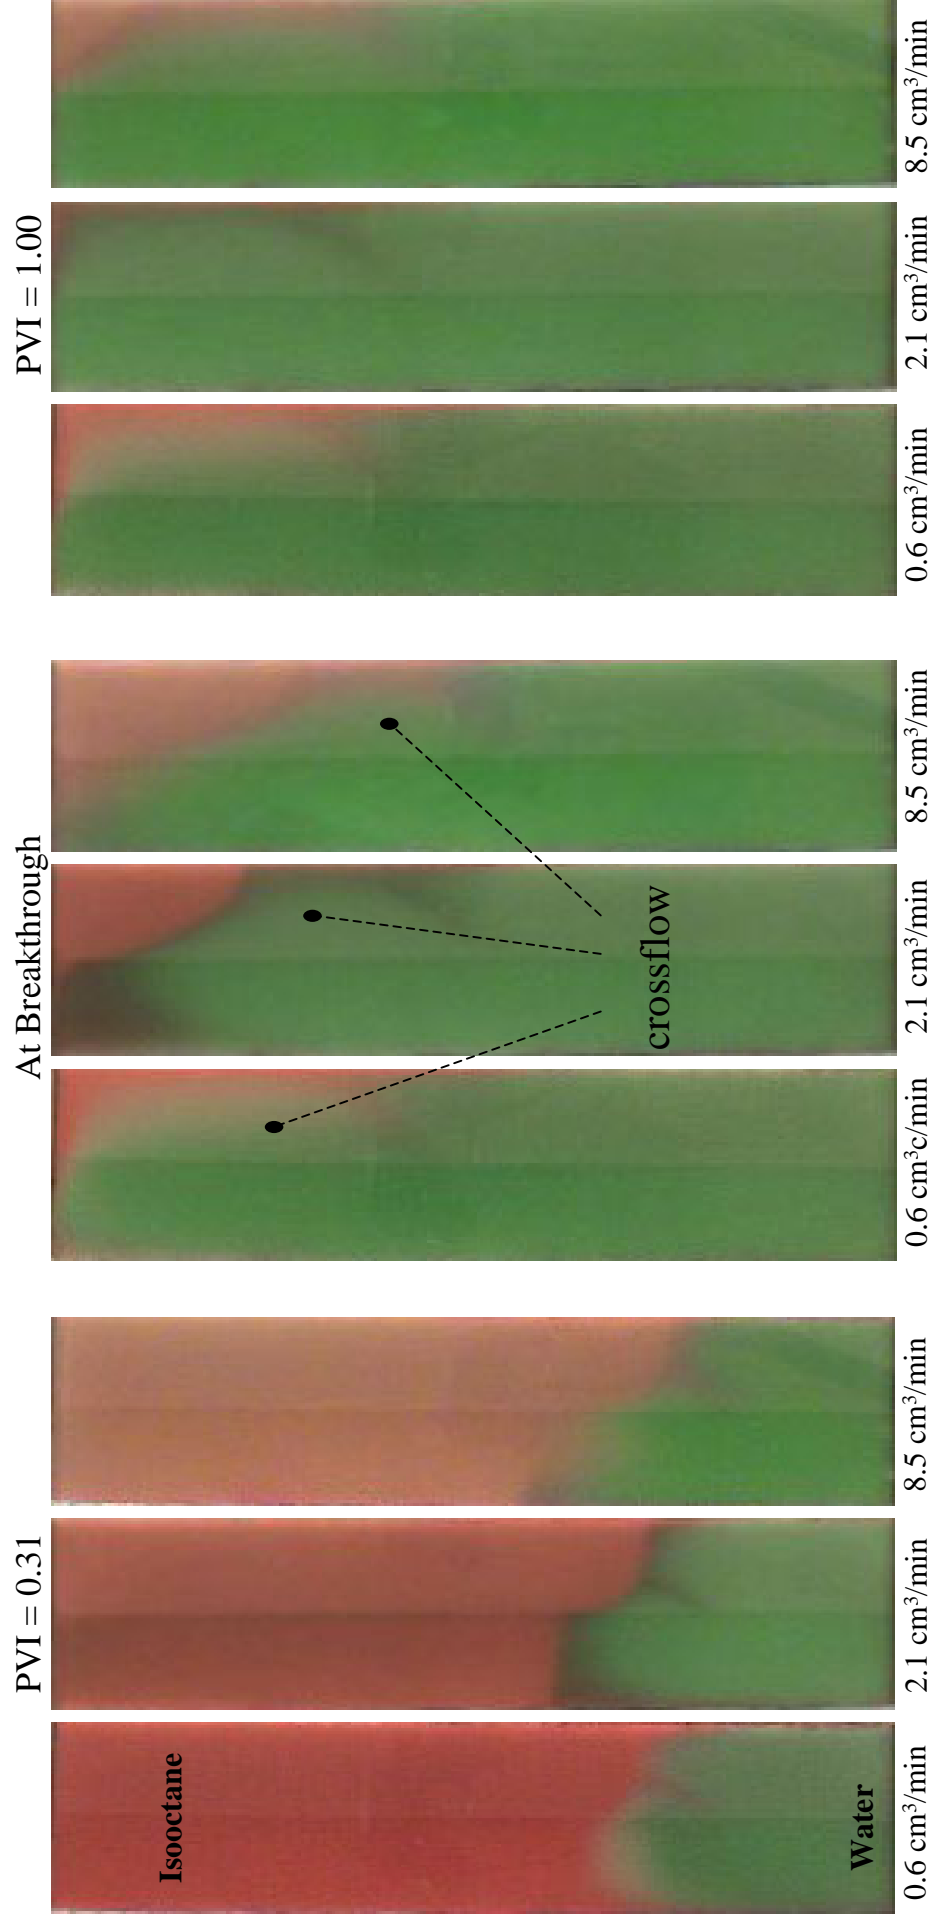 PVI = 0.31
At Breakthrough
PVI = 1.00
Isooctane
Water
crossflow
0.6 cm³/min
2.1 cm³/min
8.5 cm³/min
0.6 cm³c/min
2.1 cm³/min
8.5 cm³/min
0.6 cm³/min
2.1 cm³/min
8.5 cm³/min